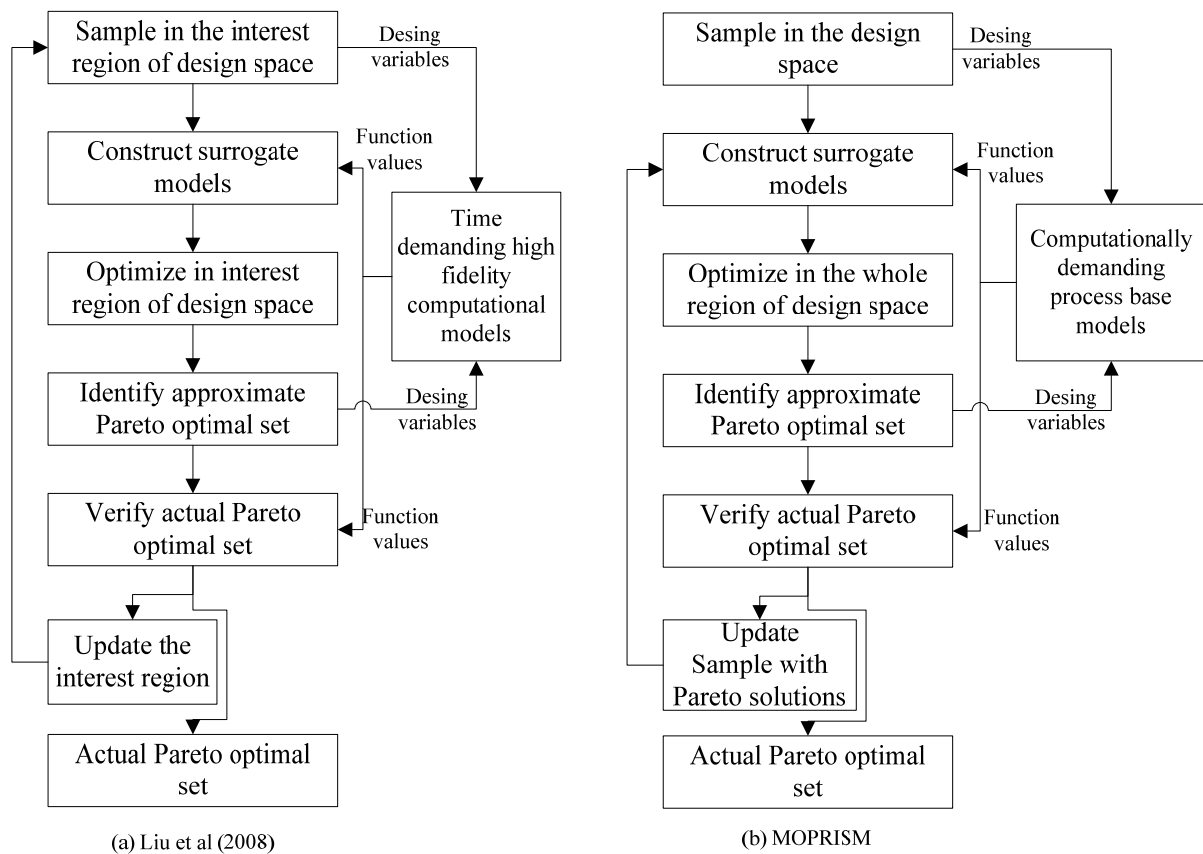 Sample in the interest
region of design space
Desing
variables
Construct surrogate
models
Function
values
Time
demanding high
fidelity
computational
models
Optimize in interest
region of design space
Identify approximate
Pareto optimal set
Desing
variables
Verify actual Pareto
optimal set
Function
values
Update the
interest region
Actual Pareto optimal
set
(a) Liu et al (2008)
Sample in the design
space
Desing
variables
Construct surrogate
models
Function
values
Computationally
demanding
process base
models
Optimize in the whole
region of design space
Identify approximate
Pareto optimal set
Desing
variables
Verify actual Pareto
optimal set
Function
values
Update
Sample with
Pareto solutions
Actual Pareto optimal
set
(b) MOPRISM